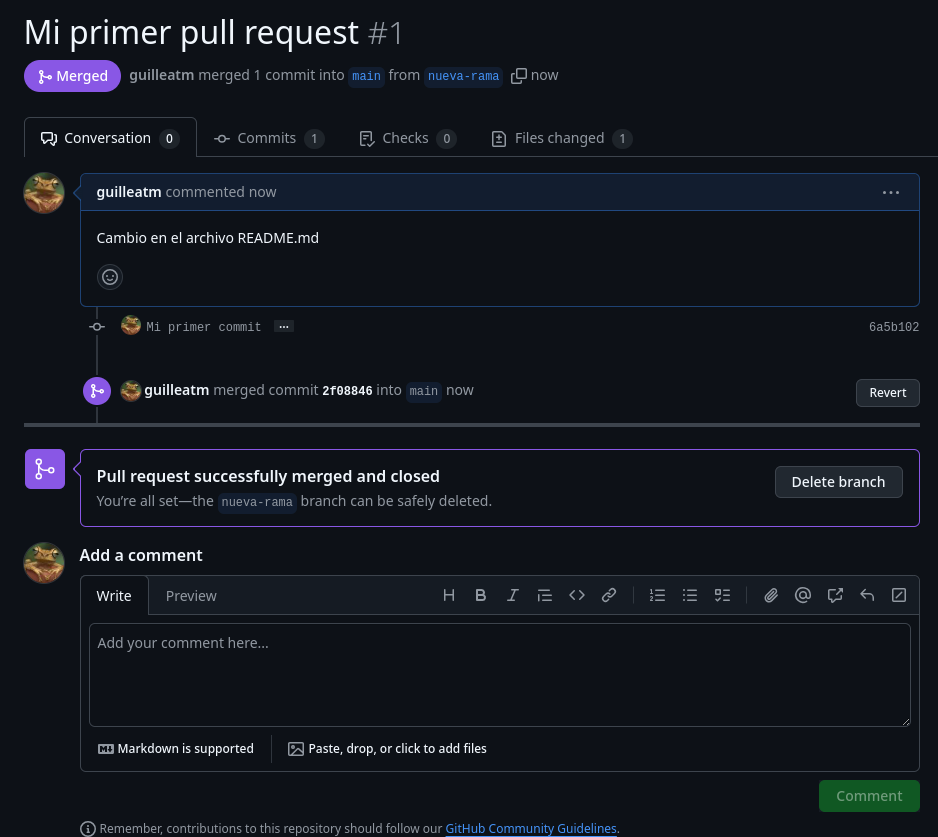 Mi primer pull request #1
Merged guilleatm merged 1 commit into main from nueva-rama now
Conversation 0 Commits 1 Checks 0 Files changed 1
guilleatm commented now ...
Cambio en el archivo README.md
Mi primer commit ... 6a5b102
guilleatm merged commit 2f08846 into main now Revert
Pull request successfully merged and closed
You’re all set—the nueva-rama branch can be safely deleted.
Delete branch
Add a comment
Write Preview
Add your comment here...
Markdown is supported Paste, drop, or click to add files
Comment
Remember, contributions to this repository should follow our GitHub Community Guidelines.